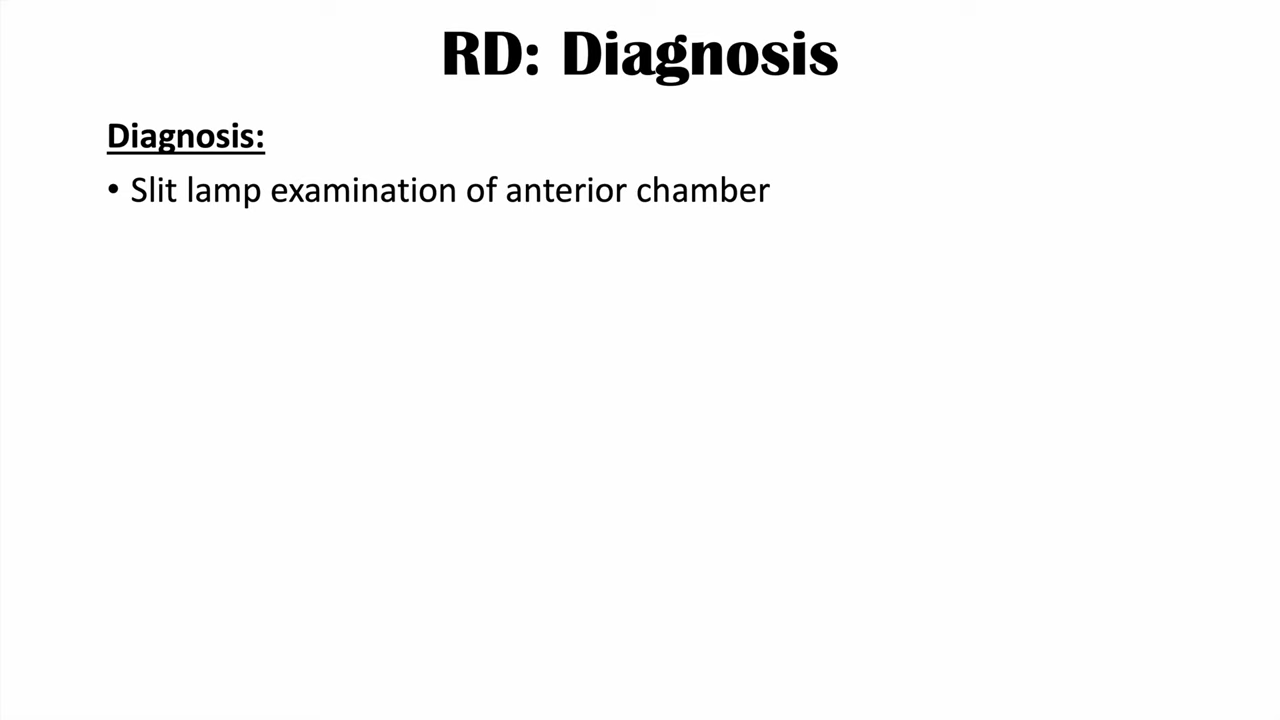 RD: Diagnosis
Diagnosis:
• Slit lamp examination of anterior chamber